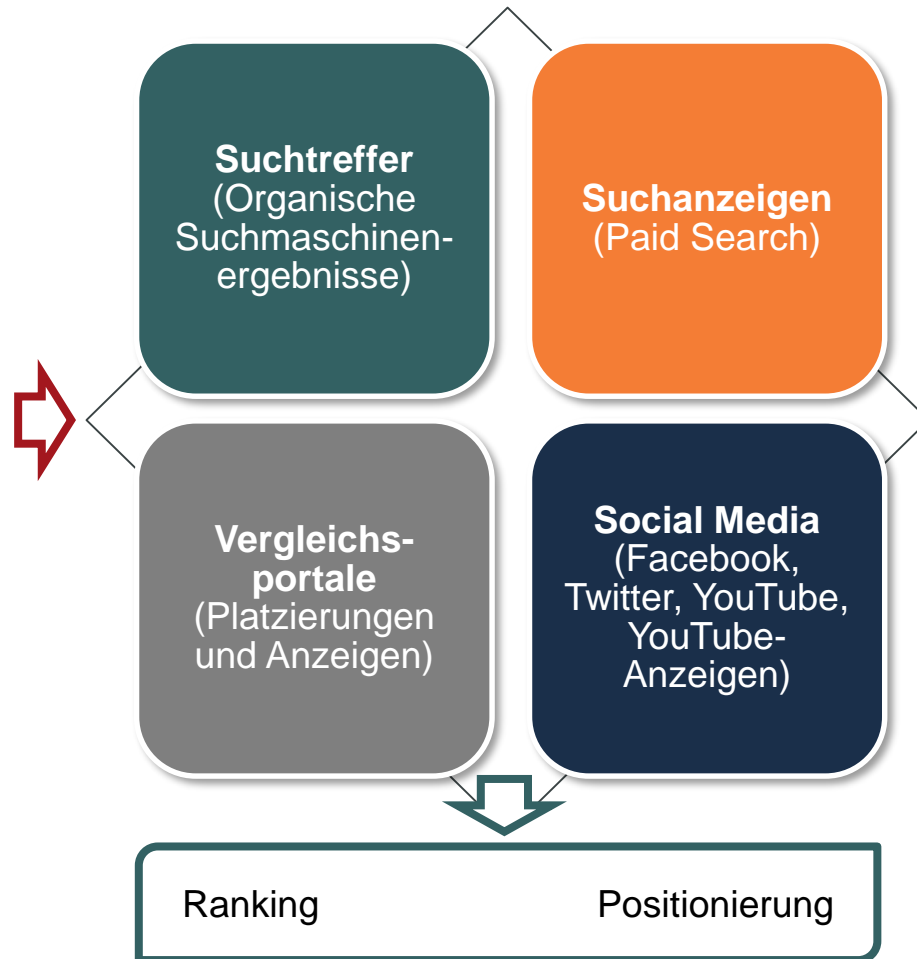 Suchtreffer
(Organische
Suchmaschinen-
ergebnisse)
Suchanzeigen
(Paid Search)
Vergleichs-
portale
(Platzierungen
und Anzeigen)
Social Media
(Facebook,
Twitter, YouTube,
YouTube-
Anzeigen)
Ranking
Positionierung